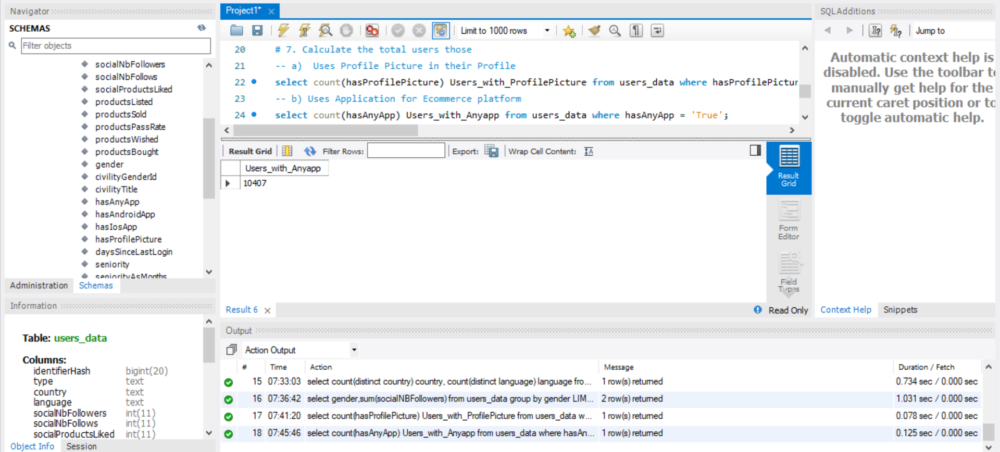 Navigator
SCHEMAS
Filter objects
socialNbFollowers
socialNbFollows
socialProductsLiked
productsListed
productsSold
productsPassRate
productsWished
productsBought
gender
civilityGenderId
civilityTitle
hasAnyApp
hasAndroidApp
hasIosApp
hasProfilePicture
daysSinceLastLogin
seniority
seniorityAsMonths
Administration Schemas
Information
Table: users_data
Columns:
identifierHash bigint(20)
type text
country text
language text
socialNbFollowers int(11)
socialNbFollows int(11)
socialProductsLiked int(11)
Object Info Session
Project1*
Limit to 1000 rows
20 # 7. Calculate the total users those
21 -- a) Uses Profile Picture in their Profile
22 select count(hasProfilePicture) Users_with_ProfilePicture from users_data where hasProfilePictur
23 -- b) Uses Application for Ecommerce platform
24 select count(hasAnyApp) Users_with_Anyapp from users_data where hasAnyApp = 'True';
Result Grid Filter Rows: Export: Wrap Cell Content: IA
Users_with_Anyapp
10407
Result Grid
Form Editor
Field Types
Result 6
Read Only
SQLAdditions
Jump to
Automatic context help is
disabled. Use the toolbar to
manually get help for the
current caret position or to
toggle automatic help.
Context Help Snippets
Output
Action Output
# Time Action Message Duration / Fetch
15 07:33:03 select count(distinct country) country, count(distinct language) language fro... 1 row(s) returned 0.734 sec / 0.000 sec
16 07:36:42 select gender,sum(socialNBFollowers) from users_data group by gender LIM... 2 row(s) returned 1.031 sec / 0.000 sec
17 07:41:20 select count(hasProfilePicture) Users_with_ProfilePicture from users_data w... 1 row(s) returned 0.078 sec / 0.000 sec
18 07:45:46 select count(hasAnyApp) Users_with_Anyapp from users_data where hasAn... 1 row(s) returned 0.125 sec / 0.000 sec